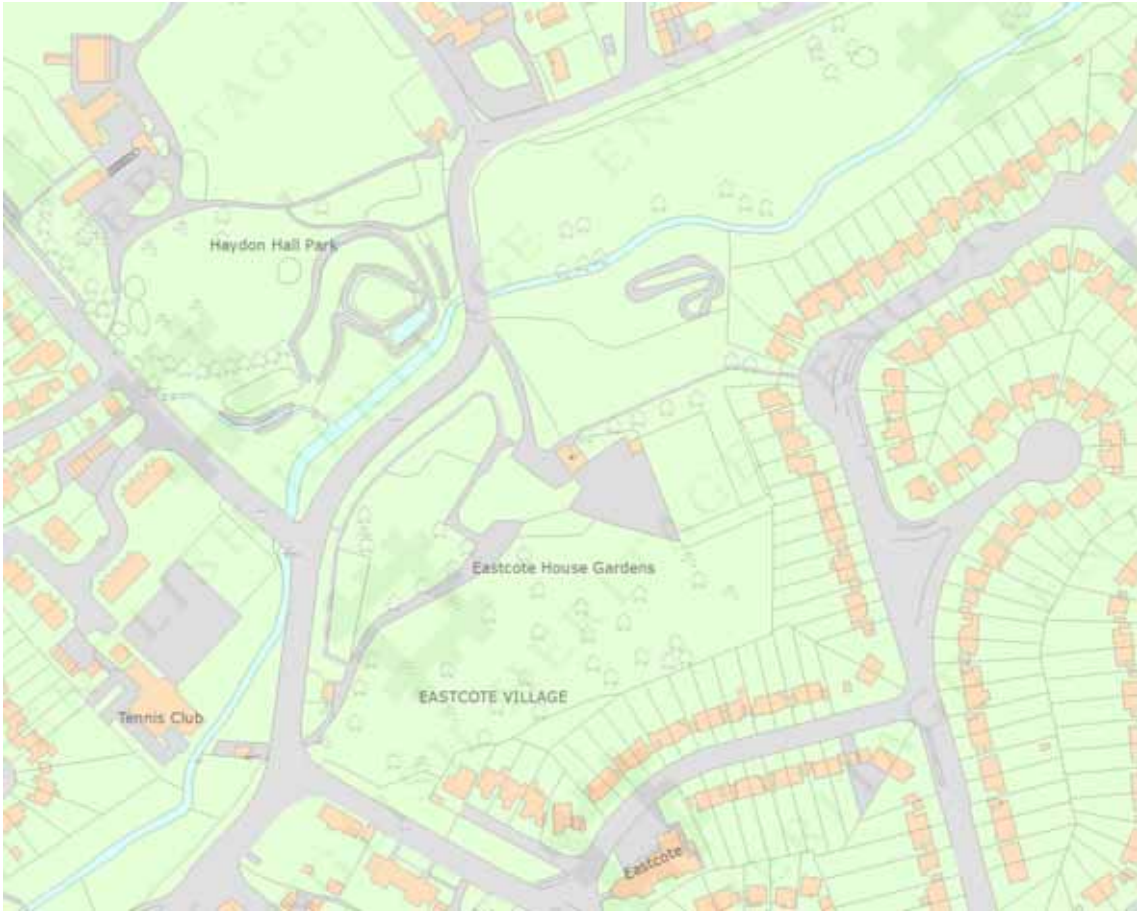 Haydon Hall Park
Eastcote House Gardens
EASTCOTE VILLAGE
Tennis Club
Eastcote